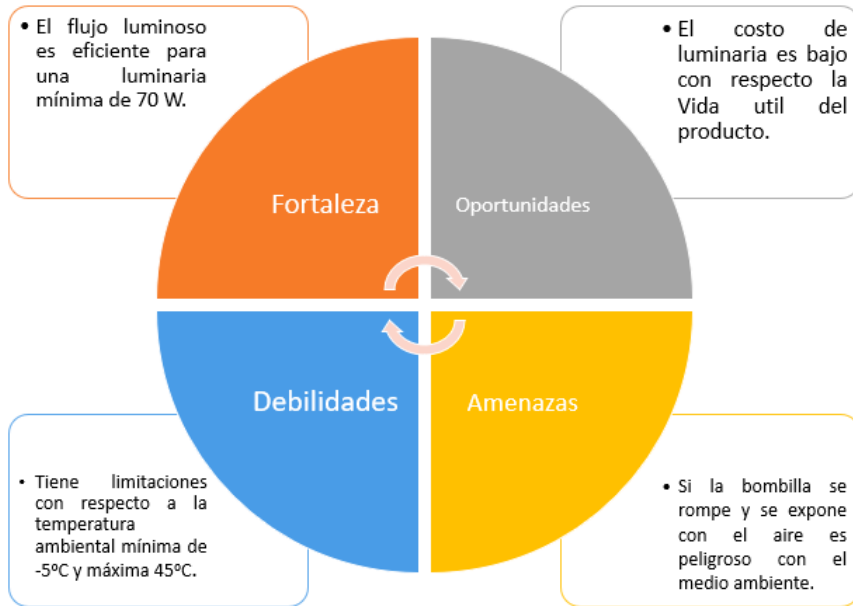 • El flujo luminoso
es eficiente para
una luminaria
mínima de 70 W.
• El costo de
luminaria es bajo
con respecto la
Vida util del
producto.
Fortaleza
Oportunidades
Debilidades
Amenazas
• Tiene limitaciones
con respecto a la
temperatura
ambiental mínima de
-5ºC y máxima 45ºC.
• Si la bombilla se
rompe y se expone
con el aire es
peligroso con el
medio ambiente.